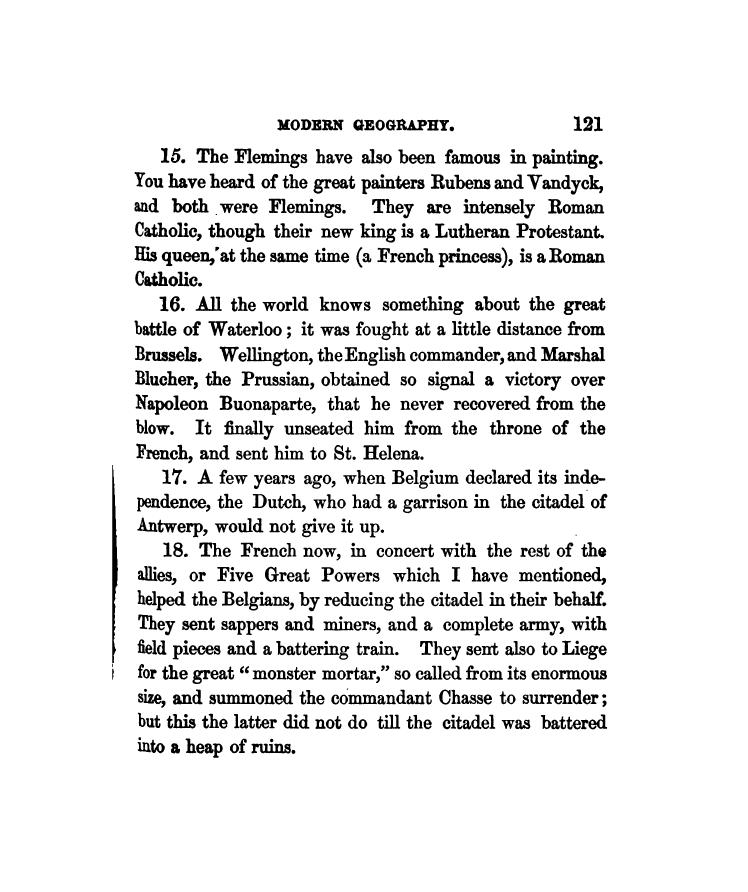 MODERN GEOGRAPHY. 121
15. The Flemings have also been famous in painting.
You have heard of the great painters Rubens and Vandyck,
and both were Flemings. They are intensely Roman
Catholic, though their new king is a Lutheran Protestant.
His queen, at the same time (a French princess), is a Roman
Catholic.
16. All the world knows something about the great
battle of Waterloo; it was fought at a little distance from
Brussels. Wellington, the English commander, and Marshal
Blucher, the Prussian, obtained so signal a victory over
Napoleon Buonaparte, that he never recovered from the
blow. It finally unseated him from the throne of the
French, and sent him to St. Helena.
17. A few years ago, when Belgium declared its inde-
pendence, the Dutch, who had a garrison in the citadel of
Antwerp, would not give it up.
18. The French now, in concert with the rest of the
allies, or Five Great Powers which I have mentioned,
helped the Belgians, by reducing the citadel in their behalf.
They sent sappers and miners, and a complete army, with
field pieces and a battering train. They sent also to Liege
for the great "monster mortar," so called from its enormous
size, and summoned the commandant Chasse to surrender;
but this the latter did not do till the citadel was battered
into a heap of ruins.